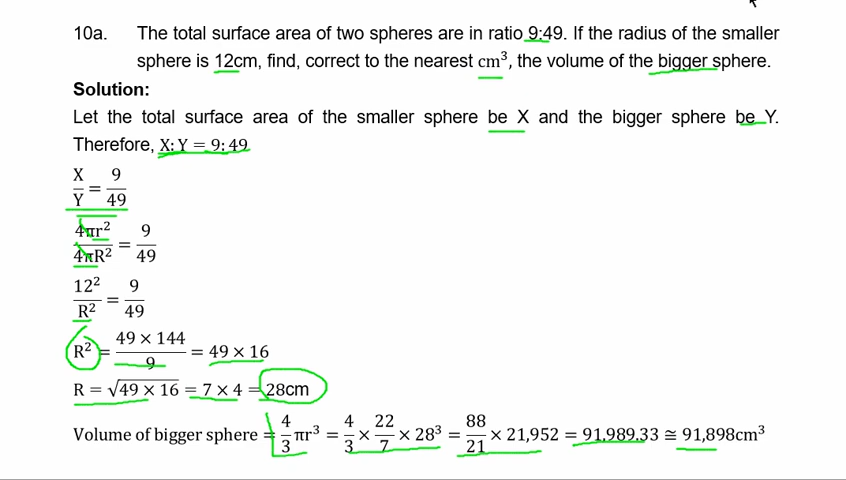 10a. The total surface area of two spheres are in ratio 9:49. If the radius of the smaller
sphere is 12cm, find, correct to the nearest cm³, the volume of the bigger sphere.
Solution:
Let the total surface area of the smaller sphere be X and the bigger sphere be Y.
Therefore, X: Y = 9: 49
X/Y = 9/49
4πr²/4πR² = 9/49
12²/R² = 9/49
R² = (49 × 144)/9 = 49 × 16
R = √49 × 16 = 7 × 4 = 28cm
Volume of bigger sphere = 4/3 πr³ = 4/3 × 22/7 × 28³ = 88/21 × 21,952 = 91,989.33 ≅ 91,898cm³